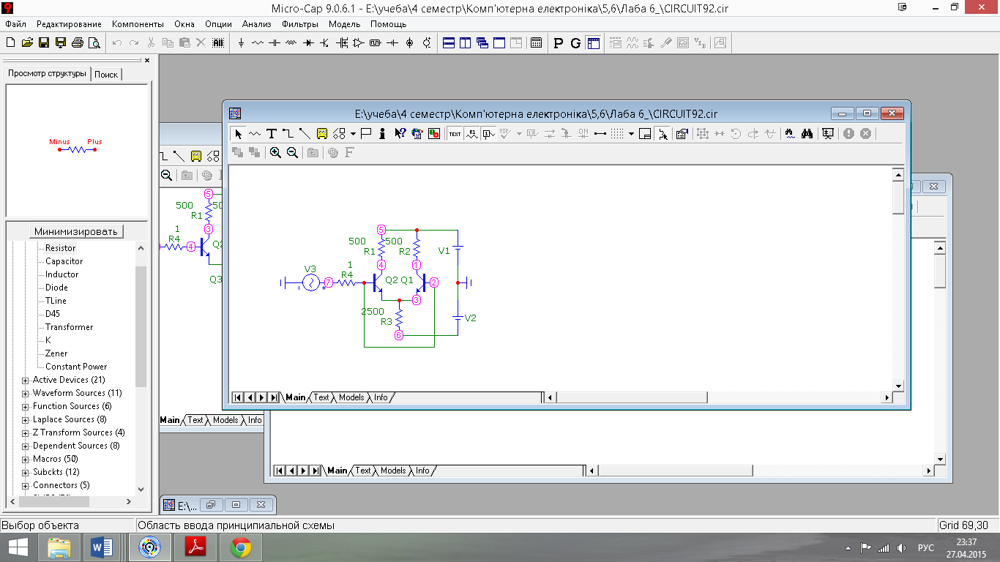 Micro-Cap 9.0.6.1 - E:\учеба\4 семестр\Комп'ютерна електроніка\5,6\Лаба 6_\CIRCUIT92.cir
Файл Редактирование Компоненты Окна Опции Анализ Фильтры Модель Помощь
P G
Просмотр структуры Поиск
Minus Plus
Минимизировать
Resistor
Capacitor
Inductor
Diode
TLine
D45
Transformer
K
Zener
Constant Power
Active Devices (21)
Waveform Sources (11)
Function Sources (6)
Laplace Sources (8)
Z Transform Sources (4)
Dependent Sources (8)
Macros (50)
Subckts (12)
Connectors (5)
5
500 50
R1
1 3
R4 4 Q2
Q3
Main Text Models Info
E:\учеба\4 семестр\Комп'ютерна електроніка\5,6\Лаба 6_\CIRCUIT92.cir
T TEXT R1 1 VIP 13 ON
F
5
500 500
R1 R2 V1
4 1
V3 1
R4
7 Q2 Q1 2
3
2500
R3 V2
6
Main Text Models Info
Main Text Models Info
E:\...
Выбор объекта Область ввода принципиальной схемы Grid 69,30
РУС 23:37
27.04.2015